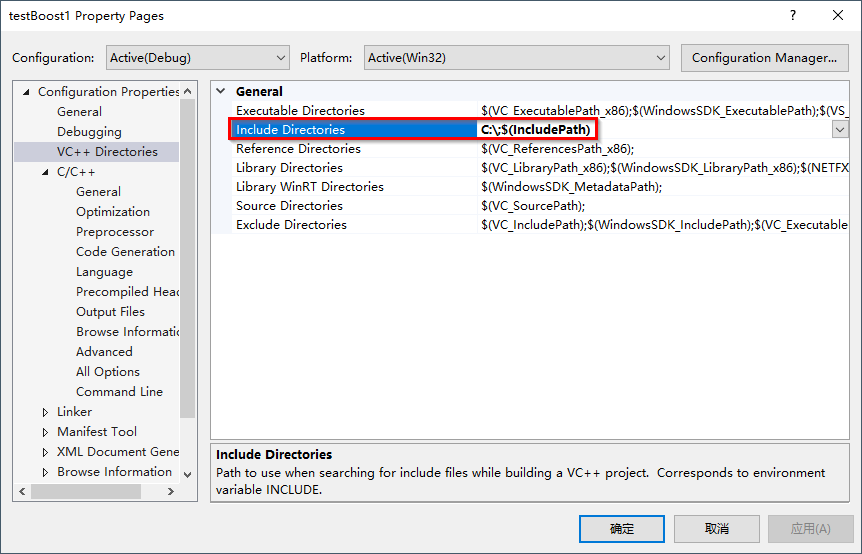 testBoost1 Property Pages
Configuration: Active(Debug) Platform: Active(Win32) Configuration Manager...
Configuration Properties
General
Debugging
VC++ Directories
C/C++
General
Optimization
Preprocessor
Code Generation
Language
Precompiled Head
Output Files
Browse Informatic
Advanced
All Options
Command Line
Linker
Manifest Tool
XML Document Gene
Browse Information
General
Executable Directories $(VC_ExecutablePath_x86);$(WindowsSDK_ExecutablePath);$(VS_
Include Directories C:\;$(IncludePath)
Reference Directories $(VC_ReferencesPath_x86);
Library Directories $(VC_LibraryPath_x86);$(WindowsSDK_LibraryPath_x86);$(NETFX
Library WinRT Directories $(WindowsSDK_MetadataPath);
Source Directories $(VC_SourcePath);
Exclude Directories $(VC_IncludePath);$(WindowsSDK_IncludePath);$(VC_Executable
Include Directories
Path to use when searching for include files while building a VC++ project. Corresponds to environment
variable INCLUDE.
确定 取消 应用(A)